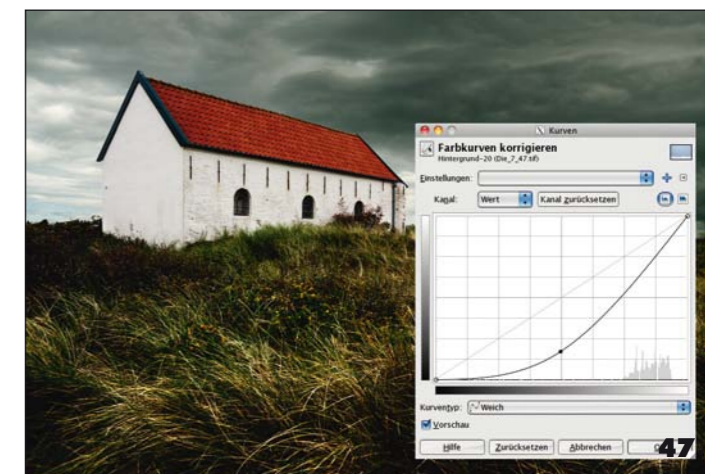 Kurven
Farbkurven korrigieren
Hintergrund-20 (Die_7_47.tif)
Einstellungen:
Kanal: Wert Kanal zurücksetzen
Kurventyp: Weich
Vorschau
Hilfe Zurücksetzen Abbrechen
47